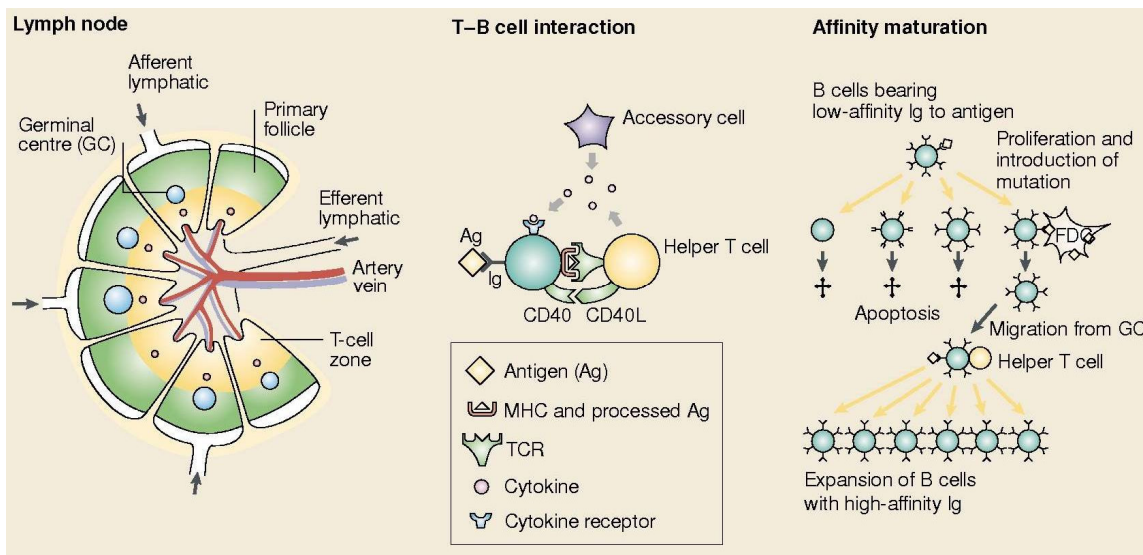 Lymph node
Afferent
lymphatic
Germinal
centre (GC)
Primary
follicle
Efferent
lymphatic
Artery
vein
T-cell
zone
T–B cell interaction
Accessory cell
Ag
Ig
Helper T cell
CD40
CD40L
Antigen (Ag)
MHC and processed Ag
TCR
Cytokine
Cytokine receptor
Affinity maturation
B cells bearing
low-affinity Ig to antigen
Proliferation and
introduction of
mutation
FDC
Apoptosis
Migration from GC
Helper T cell
Expansion of B cells
with high-affinity Ig